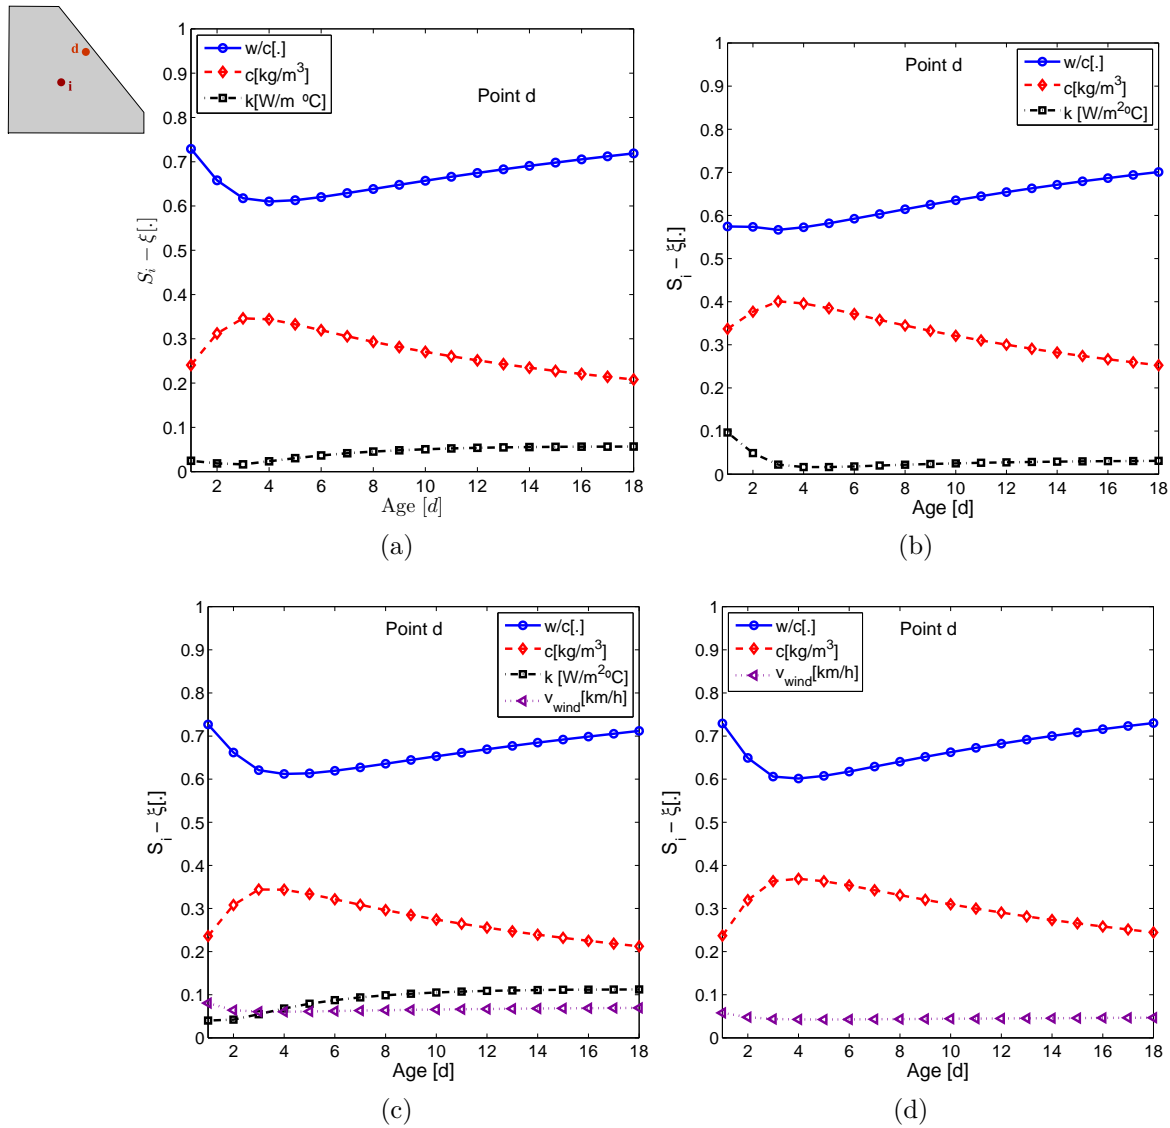 d
i
w/c[.]
c[kg/m³]
k[W/m ºC]
Point d
1
0.9
0.8
0.7
0.6
0.5
0.4
0.3
0.2
0.1
0
S_i − ξ[.]
2 4 6 8 10 12 14 16 18
Age [d]
(a)
Point d
w/c[.]
c[kg/m³]
k [W/m²ºC]
1
0.9
0.8
0.7
0.6
0.5
0.4
0.3
0.2
0.1
0
S_i − ξ[.]
2 4 6 8 10 12 14 16 18
Age [d]
(b)
Point d
w/c[.]
c[kg/m³]
k [W/m²ºC]
v_wind[km/h]
1
0.9
0.8
0.7
0.6
0.5
0.4
0.3
0.2
0.1
0
S_i − ξ[.]
2 4 6 8 10 12 14 16 18
Age [d]
(c)
w/c[.]
c[kg/m³]
v_wind[km/h]
Point d
1
0.9
0.8
0.7
0.6
0.5
0.4
0.3
0.2
0.1
0
S_i − ξ[.]
2 4 6 8 10 12 14 16 18
Age [d]
(d)